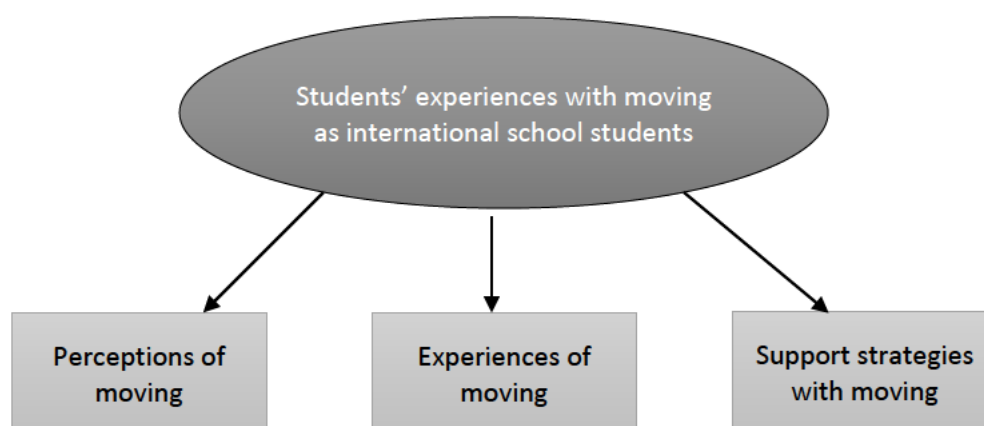 Students’ experiences with moving
as international school students
Perceptions of
moving
Experiences of
moving
Support strategies
with moving